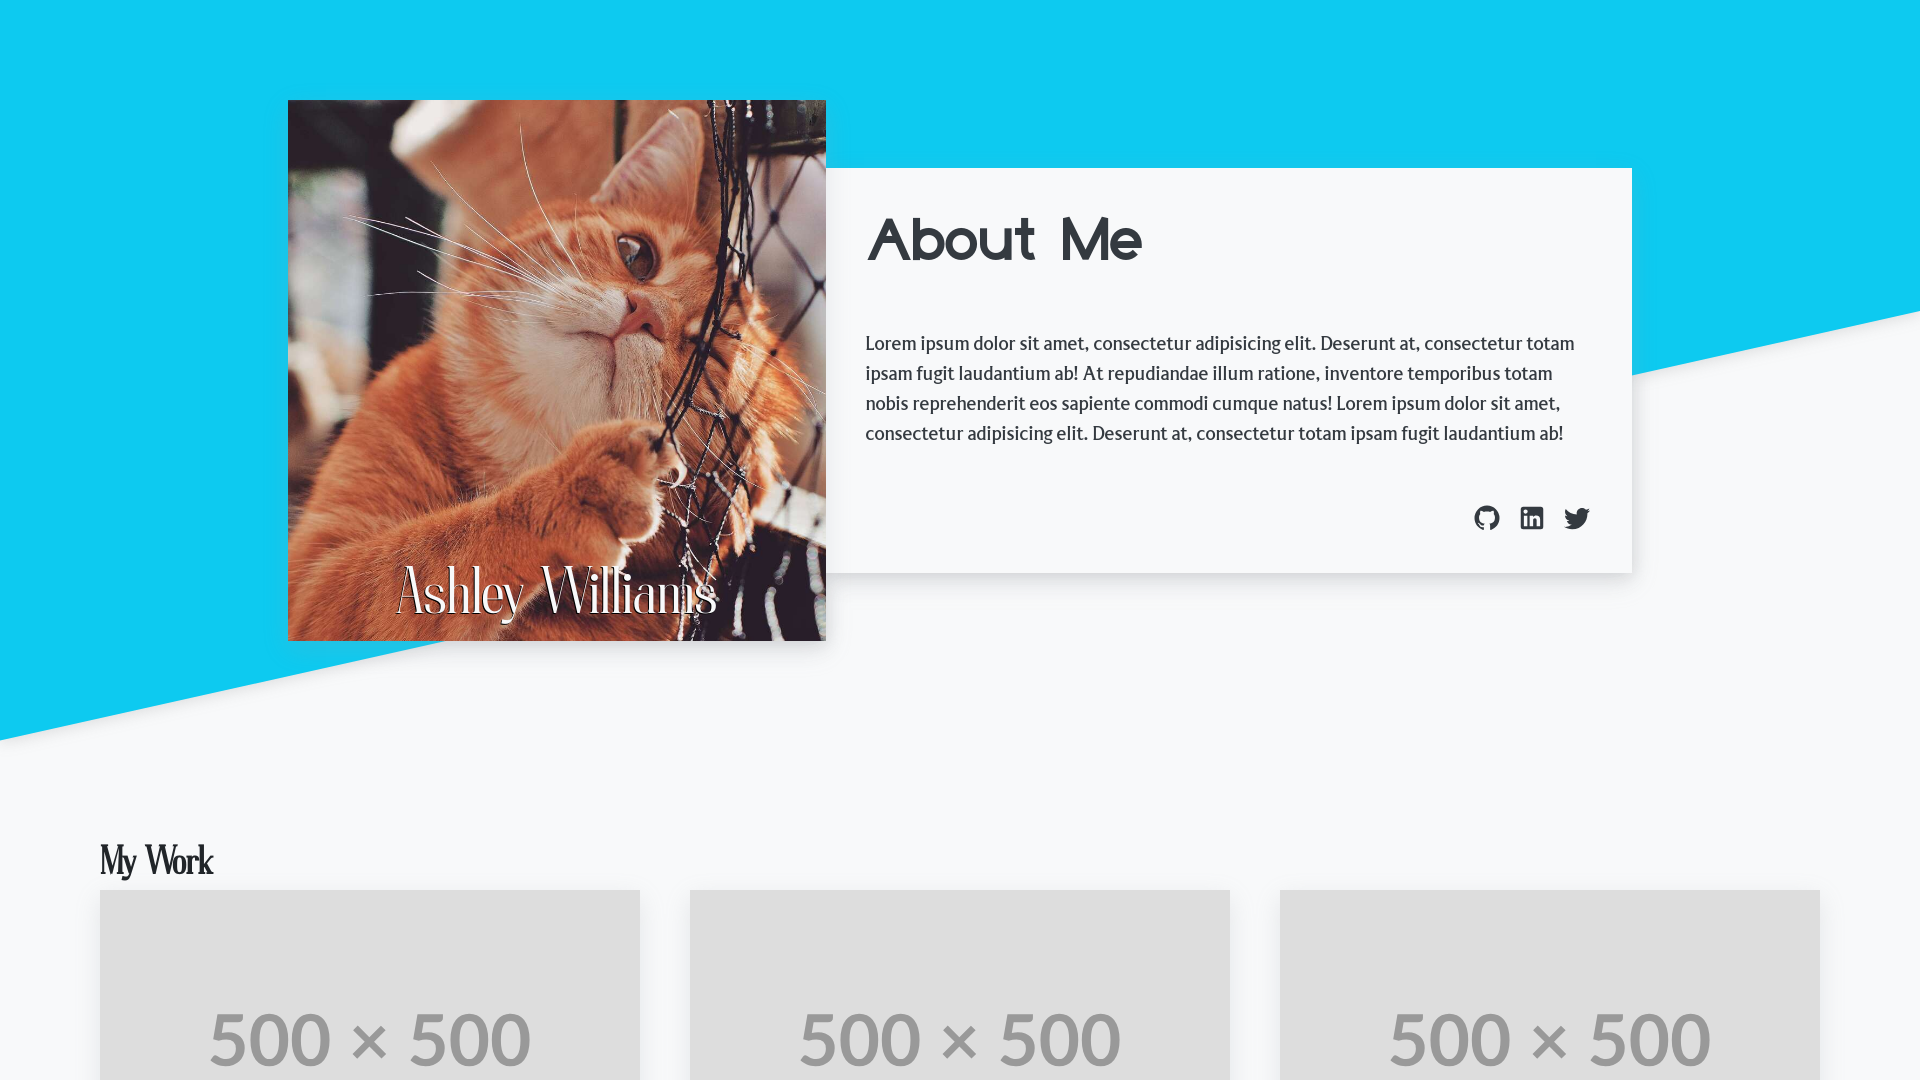 Ashley Williams
About Me
Lorem ipsum dolor sit amet, consectetur adipisicing elit. Deserunt at, consectetur totam
ipsam fugit laudantium ab! At repudiandae illum ratione, inventore temporibus totam
nobis reprehenderit eos sapiente commodi cumque natus! Lorem ipsum dolor sit amet,
consectetur adipisicing elit. Deserunt at, consectetur totam ipsam fugit laudantium ab!
My Work
500 × 500
500 × 500
500 × 500